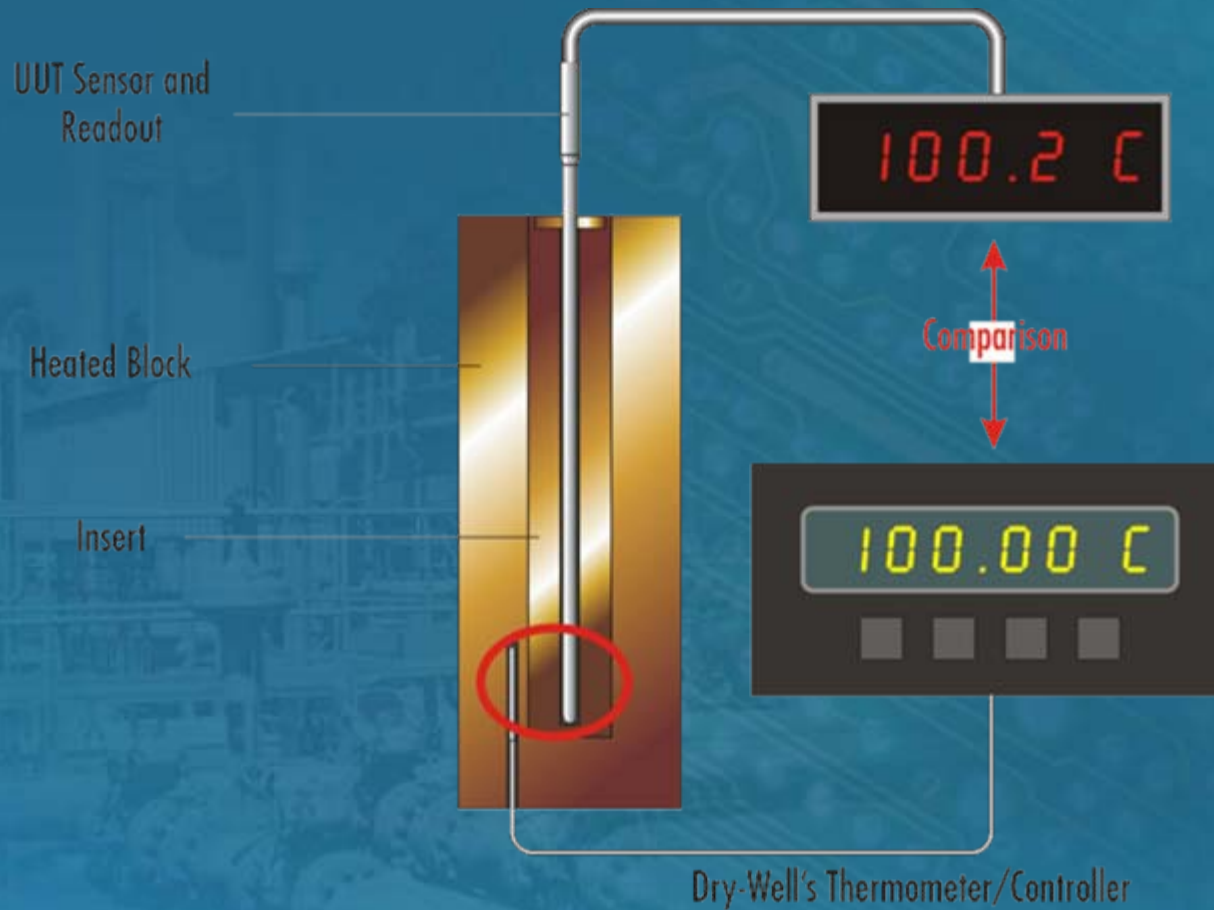 UUT Sensor and
Readout
100.2 C
Comparison
Heated Block
Insert
100.00 C
Dry-Well's Thermometer/Controller